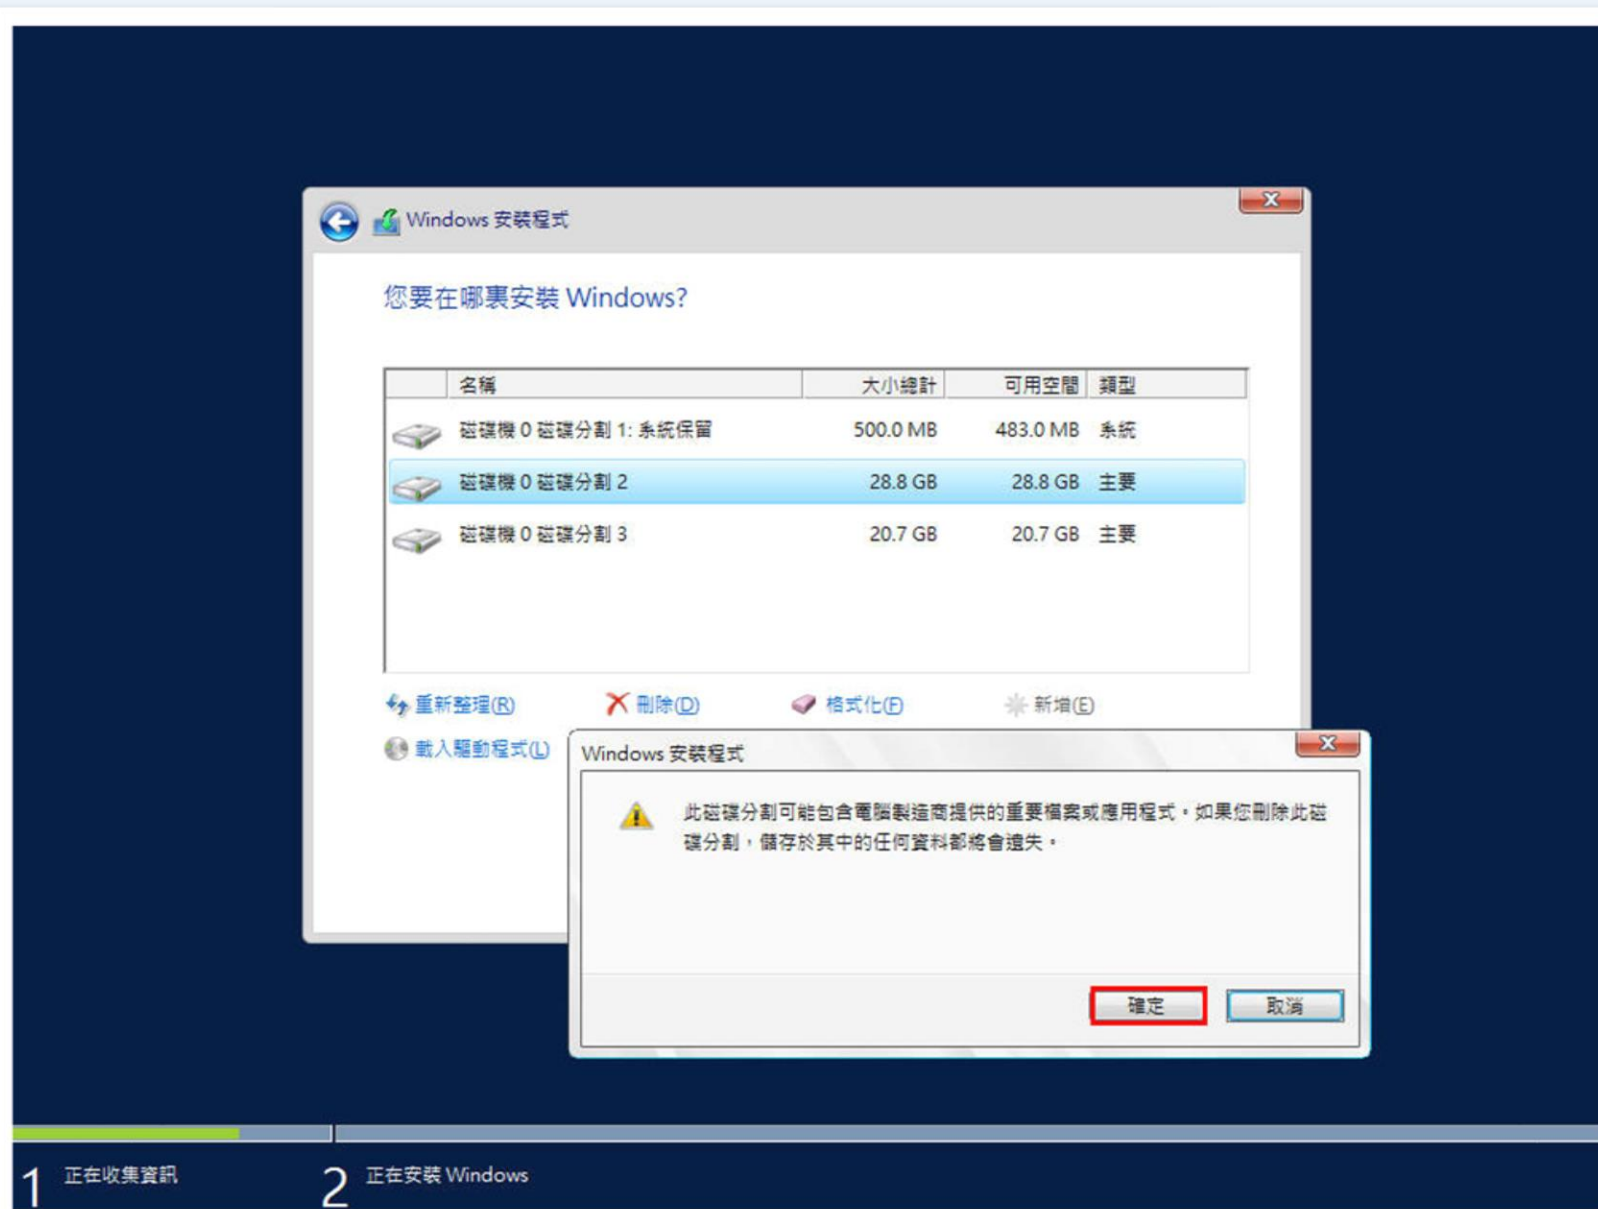 Windows 安裝程式
您要在哪裏安裝 Windows?
名稱 大小總計 可用空間 類型
磁碟機 0 磁碟分割 1: 系統保留 500.0 MB 483.0 MB 系統
磁碟機 0 磁碟分割 2 28.8 GB 28.8 GB 主要
磁碟機 0 磁碟分割 3 20.7 GB 20.7 GB 主要
重新整理(R) 刪除(D) 格式化(F) 新增(E)
載入驅動程式(L)
Windows 安裝程式
此磁碟分割可能包含電腦製造商提供的重要檔案或應用程式。如果您刪除此磁
碟分割，儲存於其中的任何資料都將會遺失。
確定 取消
1 正在收集資訊 2 正在安裝 Windows